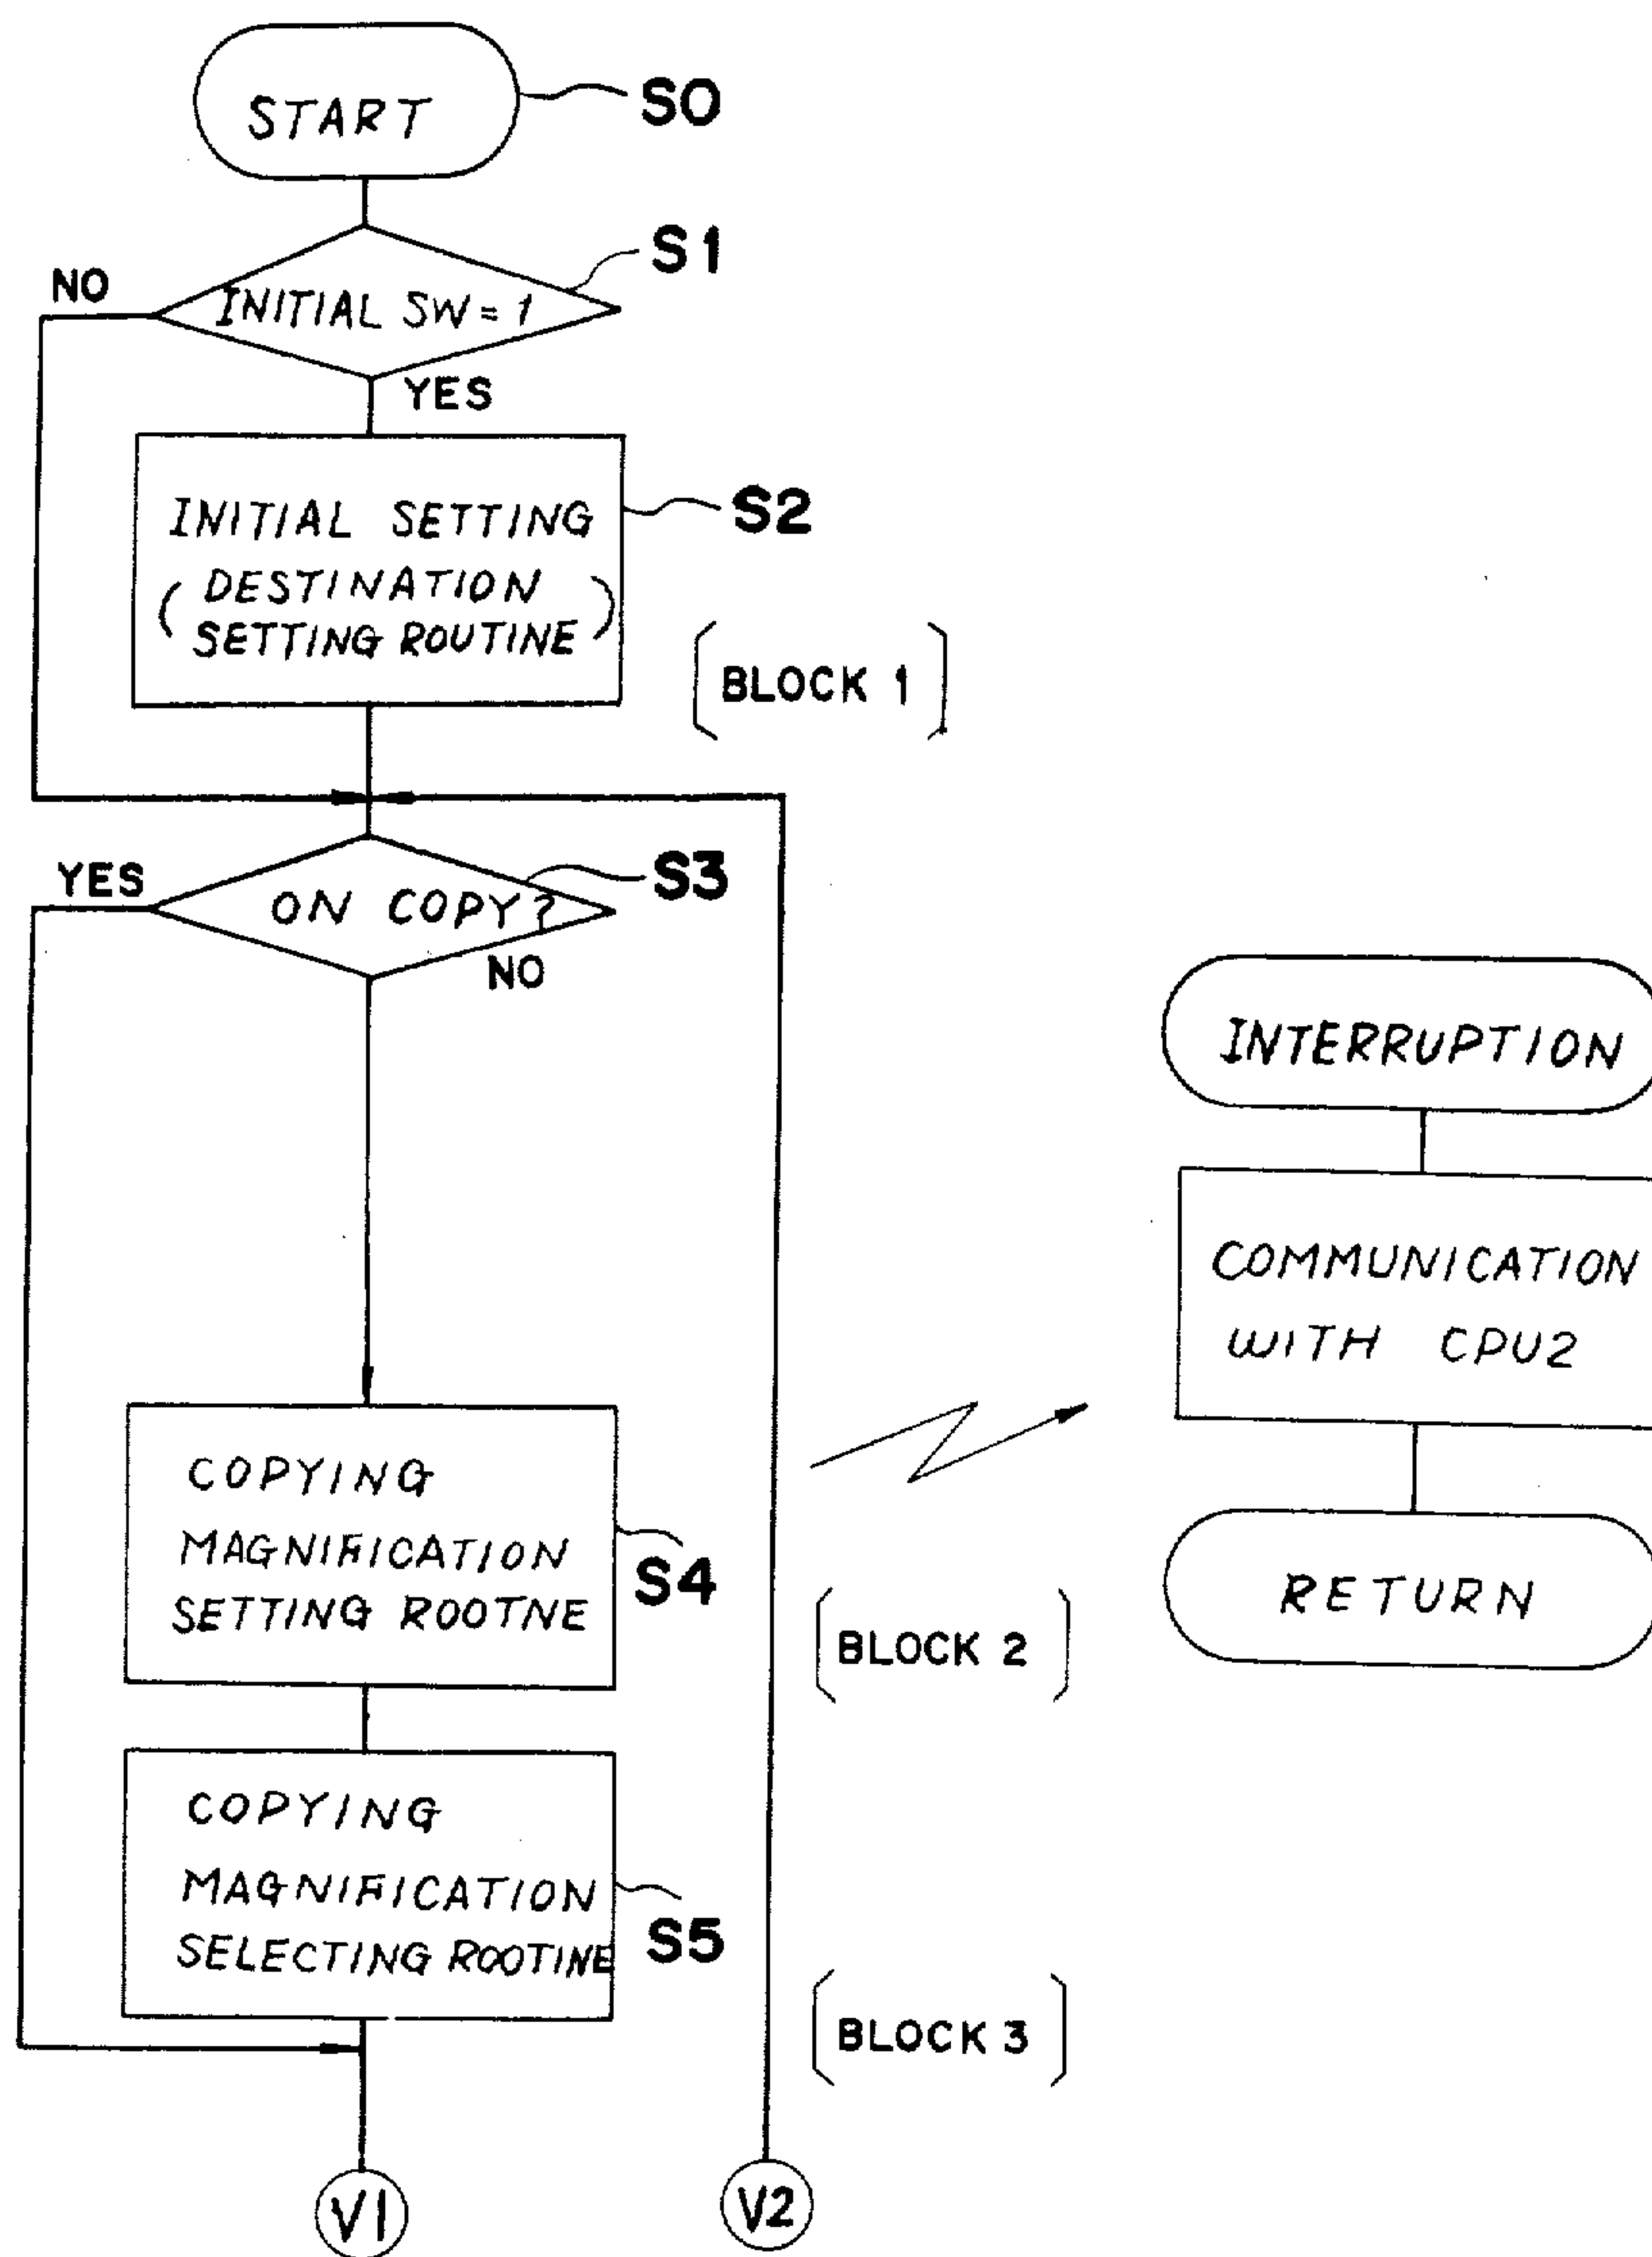 START
S0
S1
NO
INITIAL SW = 1
YES
INITIAL SETTING
S2
( DESTINATION
SETTING ROUTINE )
[ BLOCK 1 ]
YES
S3
ON COPY?
NO
INTERRUPTION
COMMUNICATION
WITH CPU2
RETURN
COPYING
MAGNIFICATION
SETTING ROOTNE
S4
[ BLOCK 2 ]
COPYING
MAGNIFICATION
SELECTING ROOTINE
S5
[ BLOCK 3 ]
V1
V2